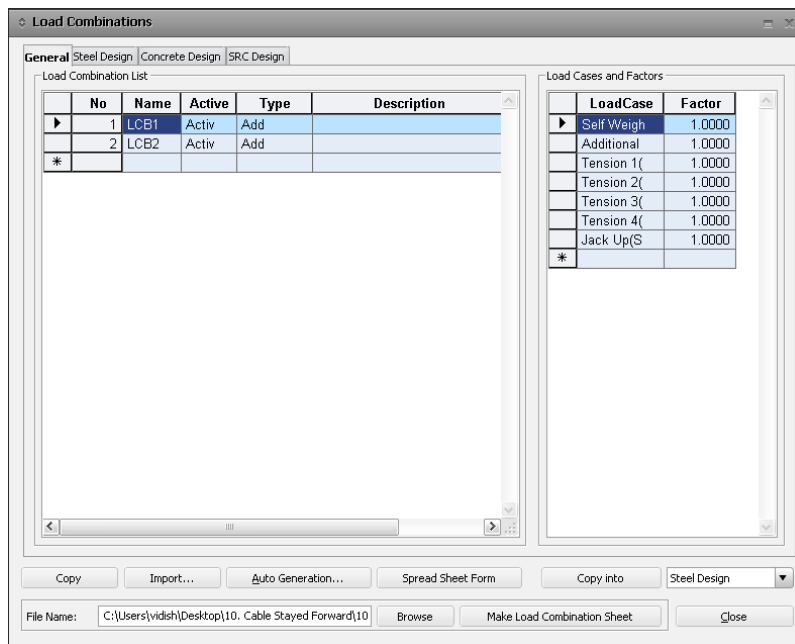 Load Combinations
General Steel Design Concrete Design SRC Design
Load Combination List
No Name Active Type Description
1 LCB1 Activ Add
2 LCB2 Activ Add
*
Load Cases and Factors
LoadCase Factor
Self Weigh 1.0000
Additional 1.0000
Tension 1( 1.0000
Tension 2( 1.0000
Tension 3( 1.0000
Tension 4( 1.0000
Jack Up(S 1.0000
*
Copy Import... Auto Generation... Spread Sheet Form Copy into Steel Design
File Name: C:\Users\vidish\Desktop\10. Cable Stayed Forward\10 Browse Make Load Combination Sheet Close